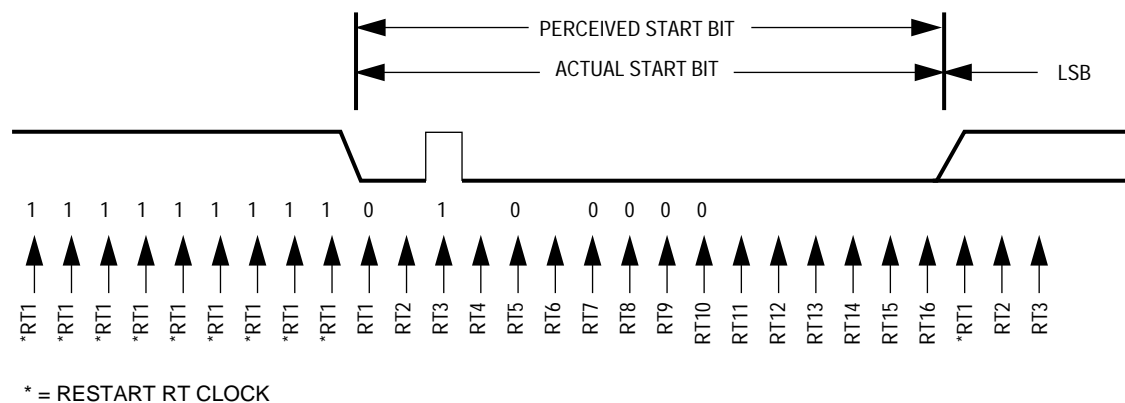 PERCEIVED START BIT
ACTUAL START BIT LSB
1 1 1 1 1 1 1 1 1 0 1 0 0 0 0 0
*RT1 *RT1 *RT1 *RT1 *RT1 *RT1 *RT1 *RT1 *RT1 RT1 RT2 RT3 RT4 RT5 RT6 RT7 RT8 RT9 RT10 RT11 RT12 RT13 RT14 RT15 RT16 *RT1 RT2 RT3
* = RESTART RT CLOCK